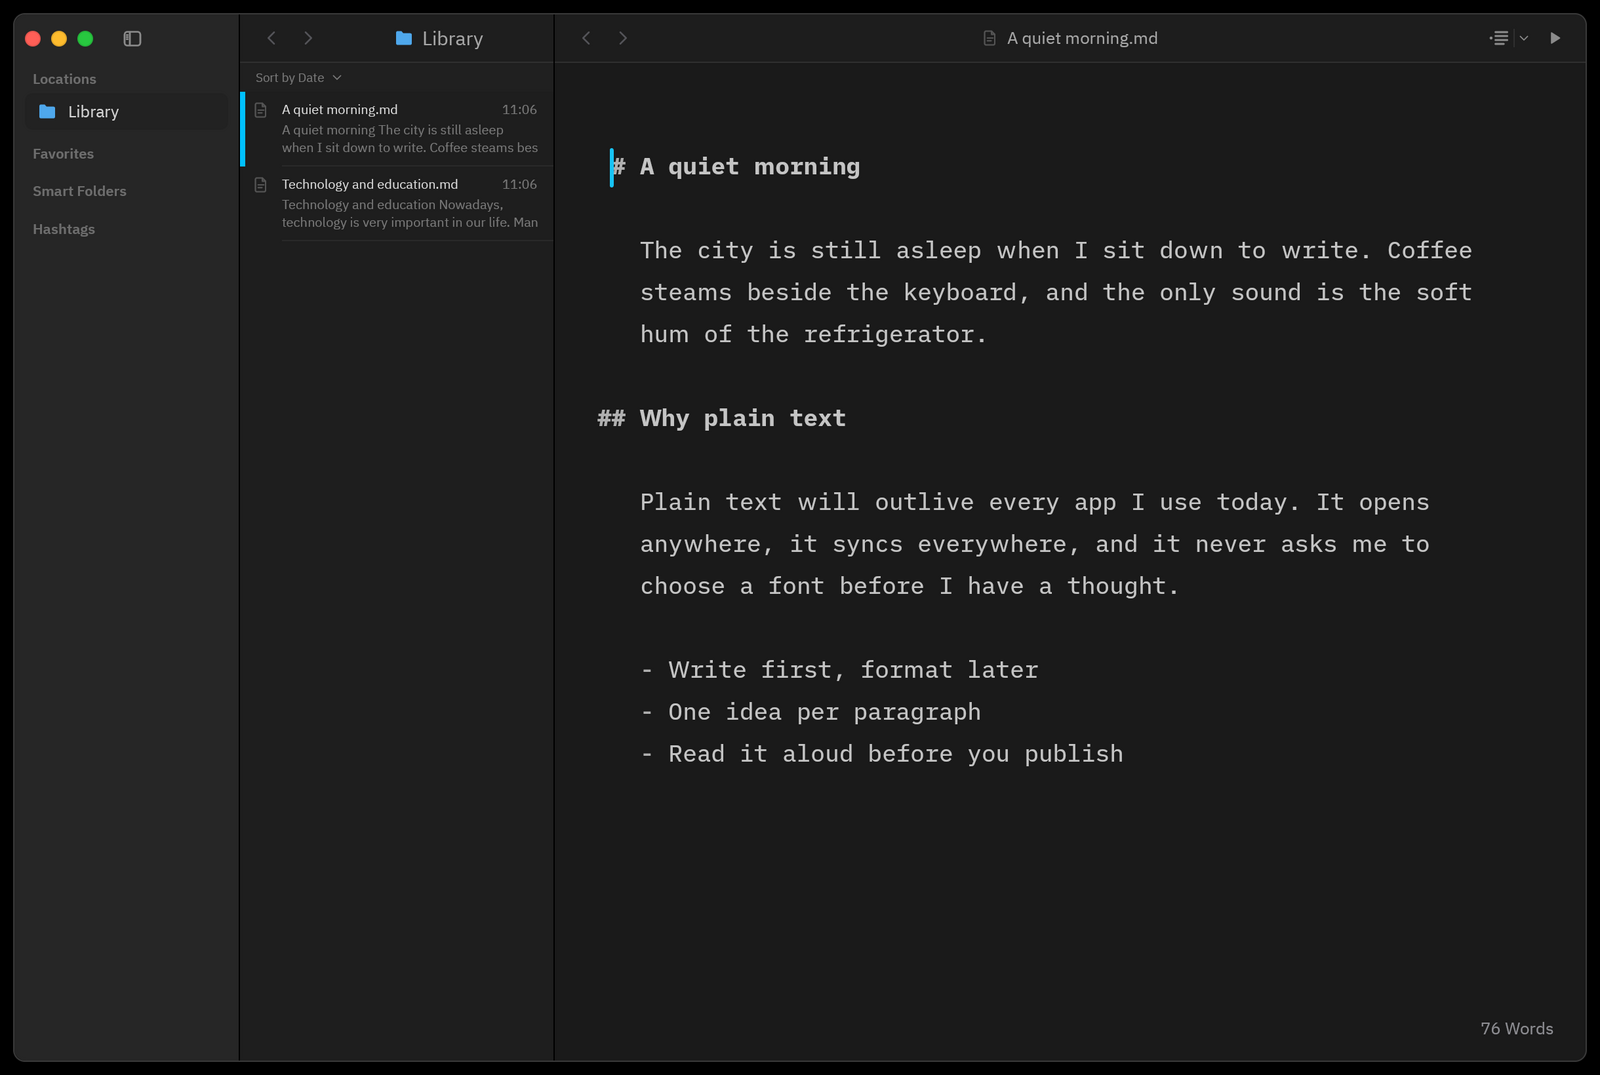 Locations
Library
Favorites
Smart Folders
Hashtags
Library
Sort by Date
A quiet morning.md 11:06
A quiet morning The city is still asleep
when I sit down to write. Coffee steams bes
Technology and education.md 11:06
Technology and education Nowadays,
technology is very important in our life. Man
A quiet morning.md
# A quiet morning
The city is still asleep when I sit down to write. Coffee
steams beside the keyboard, and the only sound is the soft
hum of the refrigerator.
## Why plain text
Plain text will outlive every app I use today. It opens
anywhere, it syncs everywhere, and it never asks me to
choose a font before I have a thought.
- Write first, format later
- One idea per paragraph
- Read it aloud before you publish
76 Words